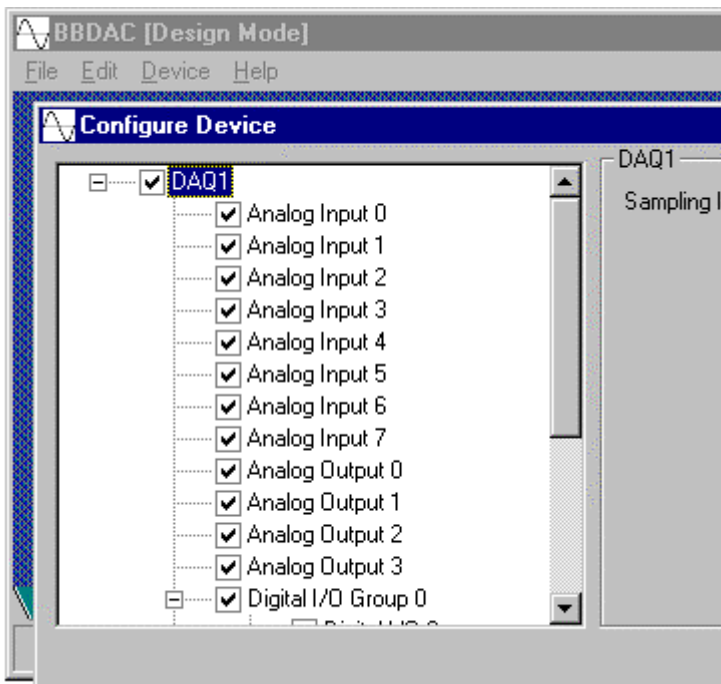 BBDAC [Design Mode]
File Edit Device Help
Configure Device
DAQ1
Analog Input 0
Analog Input 1
Analog Input 2
Analog Input 3
Analog Input 4
Analog Input 5
Analog Input 6
Analog Input 7
Analog Output 0
Analog Output 1
Analog Output 2
Analog Output 3
Digital I/O Group 0
DAQ1
Sampling